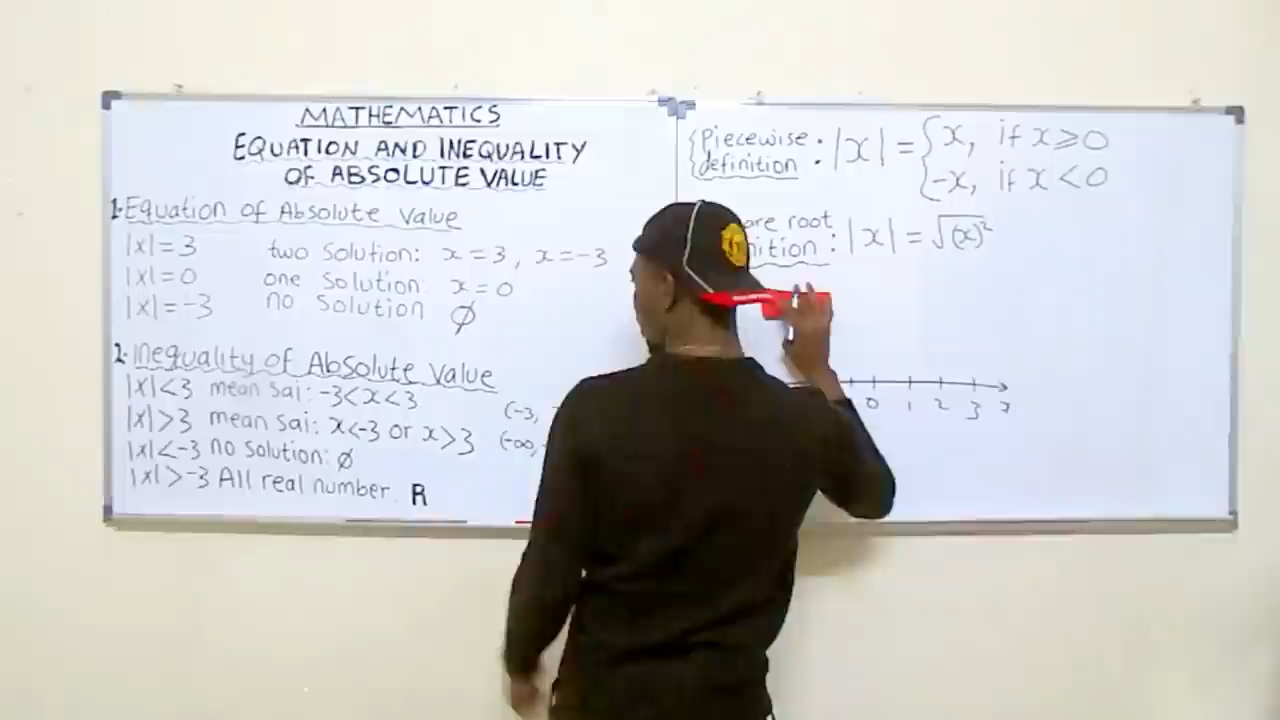 MATHEMATICS
EQUATION AND INEQUALITY
OF ABSOLUTE VALUE
1. Equation of Absolute Value
|x|=3 two solution: x=3, x=-3
|x|=0 one solution: x=0
|x|=-3 no solution ∅
2. Inequality of Absolute Value
|x|<3 mean sai: -3<x<3 (-3,
|x|>3 mean sai: x<-3 or x>3 (-∞,
|x|<-3 no solution: ∅
|x|>-3 All real number. R
Piecewise definition: |x| = { x, if x≥0
-x, if x<0
root
: |x| = √(x)²
0 1 2 3